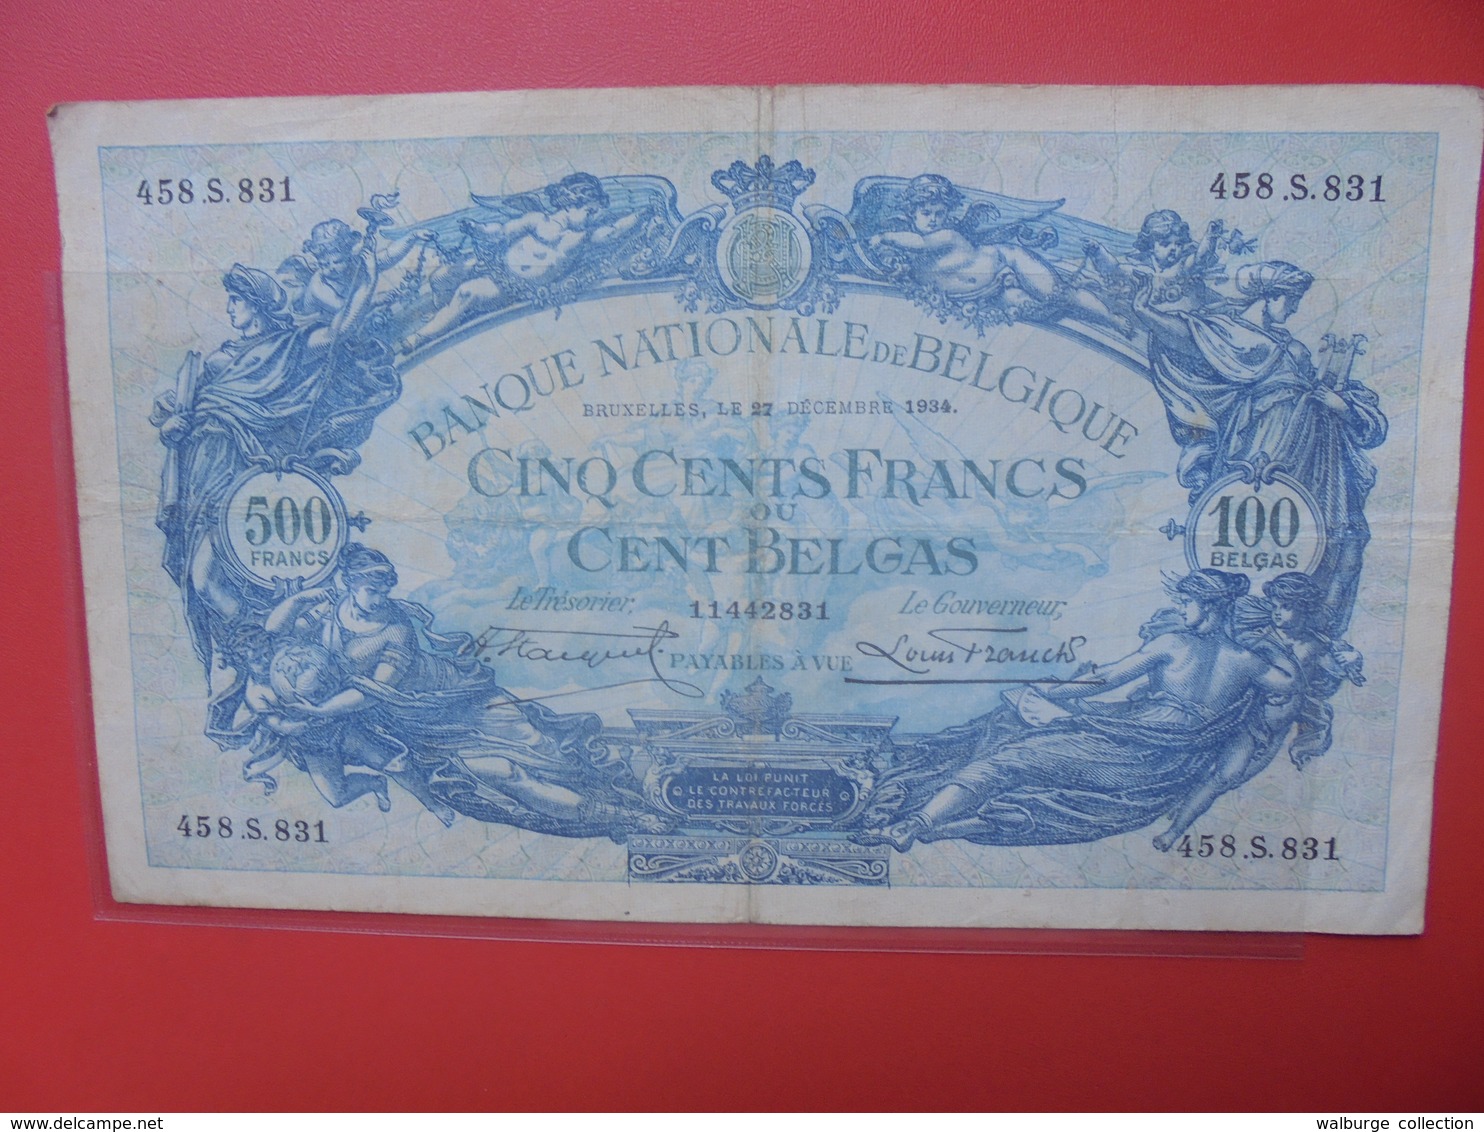 458.S.831
458.S.831
BANQUE NATIONALE DE BELGIQUE
BRUXELLES, LE 27 DÉCEMBRE 1934.
CINQ CENTS FRANCS
OU
CENT BELGAS
500
FRANCS
100
BELGAS
Le Trésorier,
11442831
Le Gouverneur,
PAYABLES À VUE
Louis Franck
LA LOI PUNIT
LE CONTREFACTEUR
DES TRAVAUX FORCÉS
458.S.831
458.S.831
www.delcampe.net
walburge collection